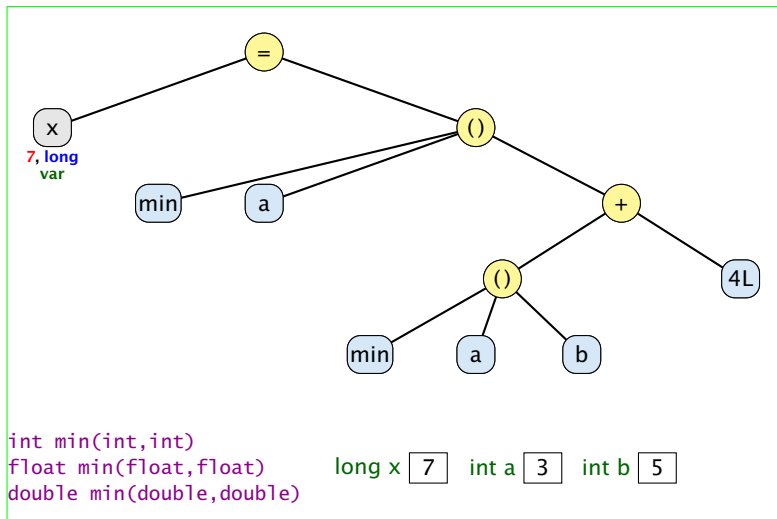 =
x
()
7, long
var
min
a
+
()
4L
min
a
b
int min(int,int)
float min(float,float)
double min(double,double)
long x 7 int a 3 int b 5